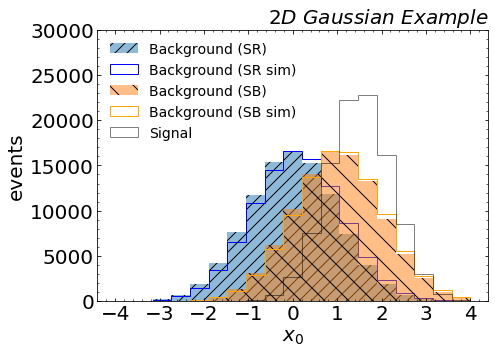 2D Gaussian Example
30000
25000
20000
15000
10000
5000
0
events
Background (SR)
Background (SR sim)
Background (SB)
Background (SB sim)
Signal
−4 −3 −2 −1 0 1 2 3 4
x₀